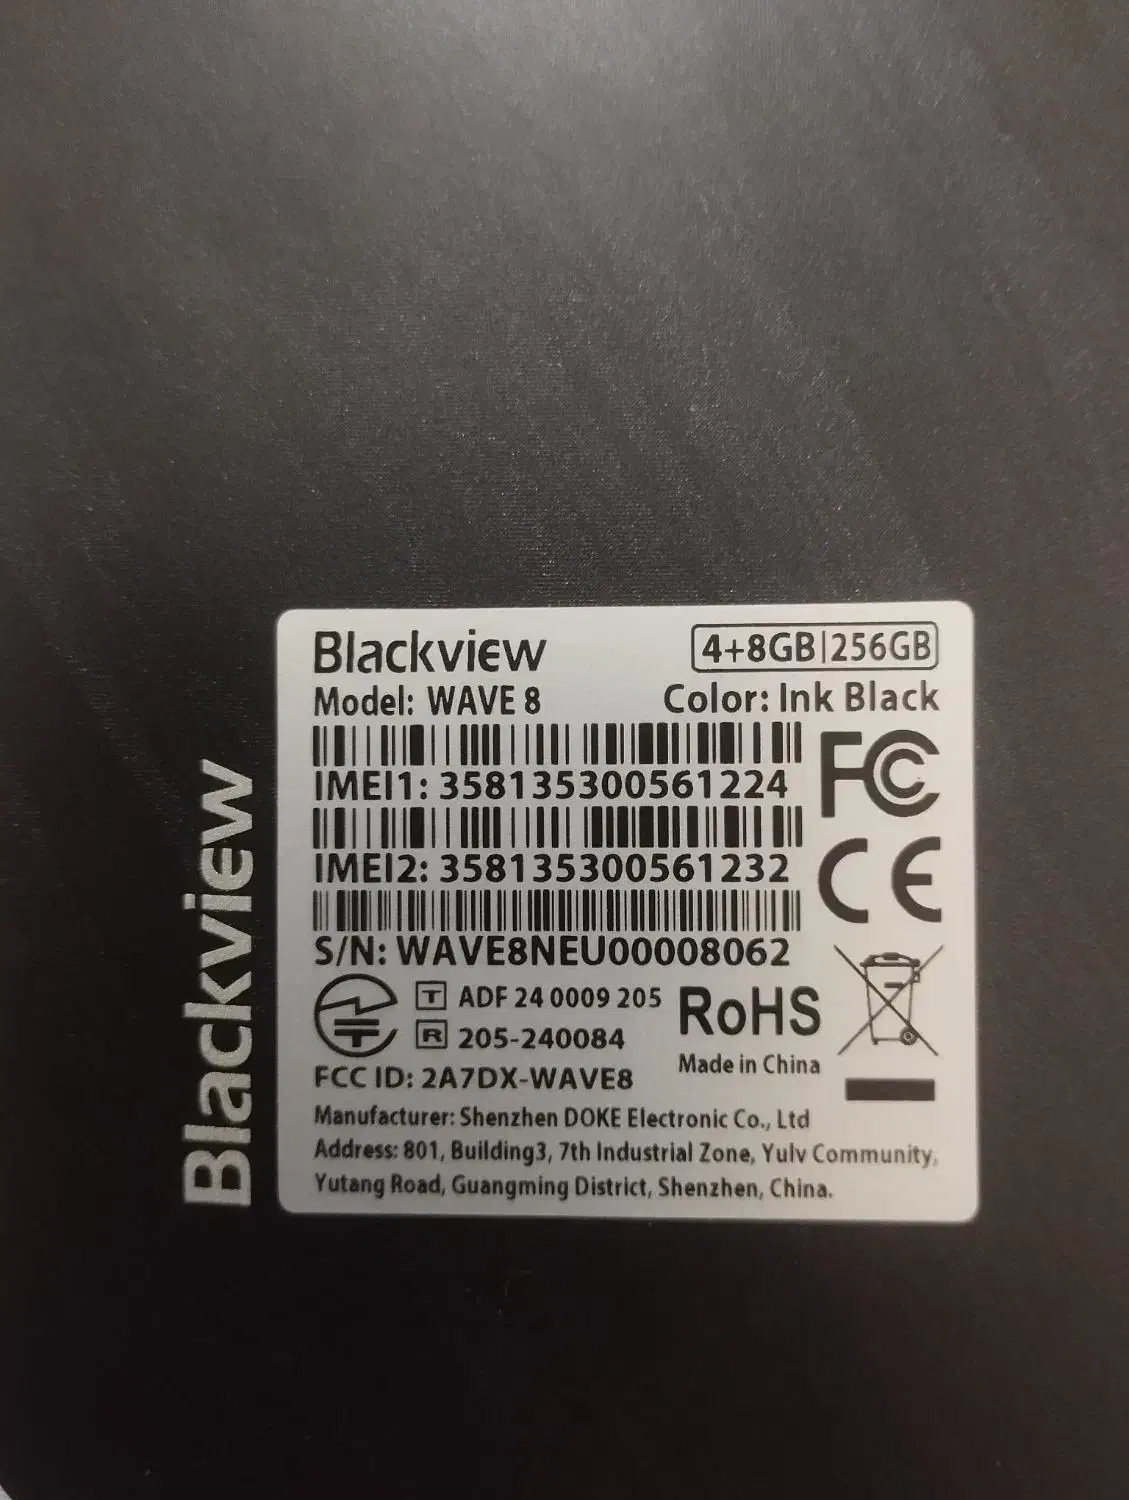 Blackview
4+8GB|256GB
Model: WAVE 8
Color: Ink Black
IMEI1: 358135300561224
FC
IMEI2: 358135300561232
CE
S/N: WAVE8NEU00008062
T ADF 24 0009 205
R 205-240084
RoHS
FCC ID: 2A7DX-WAVE8
Made in China
Manufacturer: Shenzhen DOKE Electronic Co., Ltd
Address: 801, Building3, 7th Industrial Zone, Yulv Community,
Yutang Road, Guangming District, Shenzhen, China.
Blackview